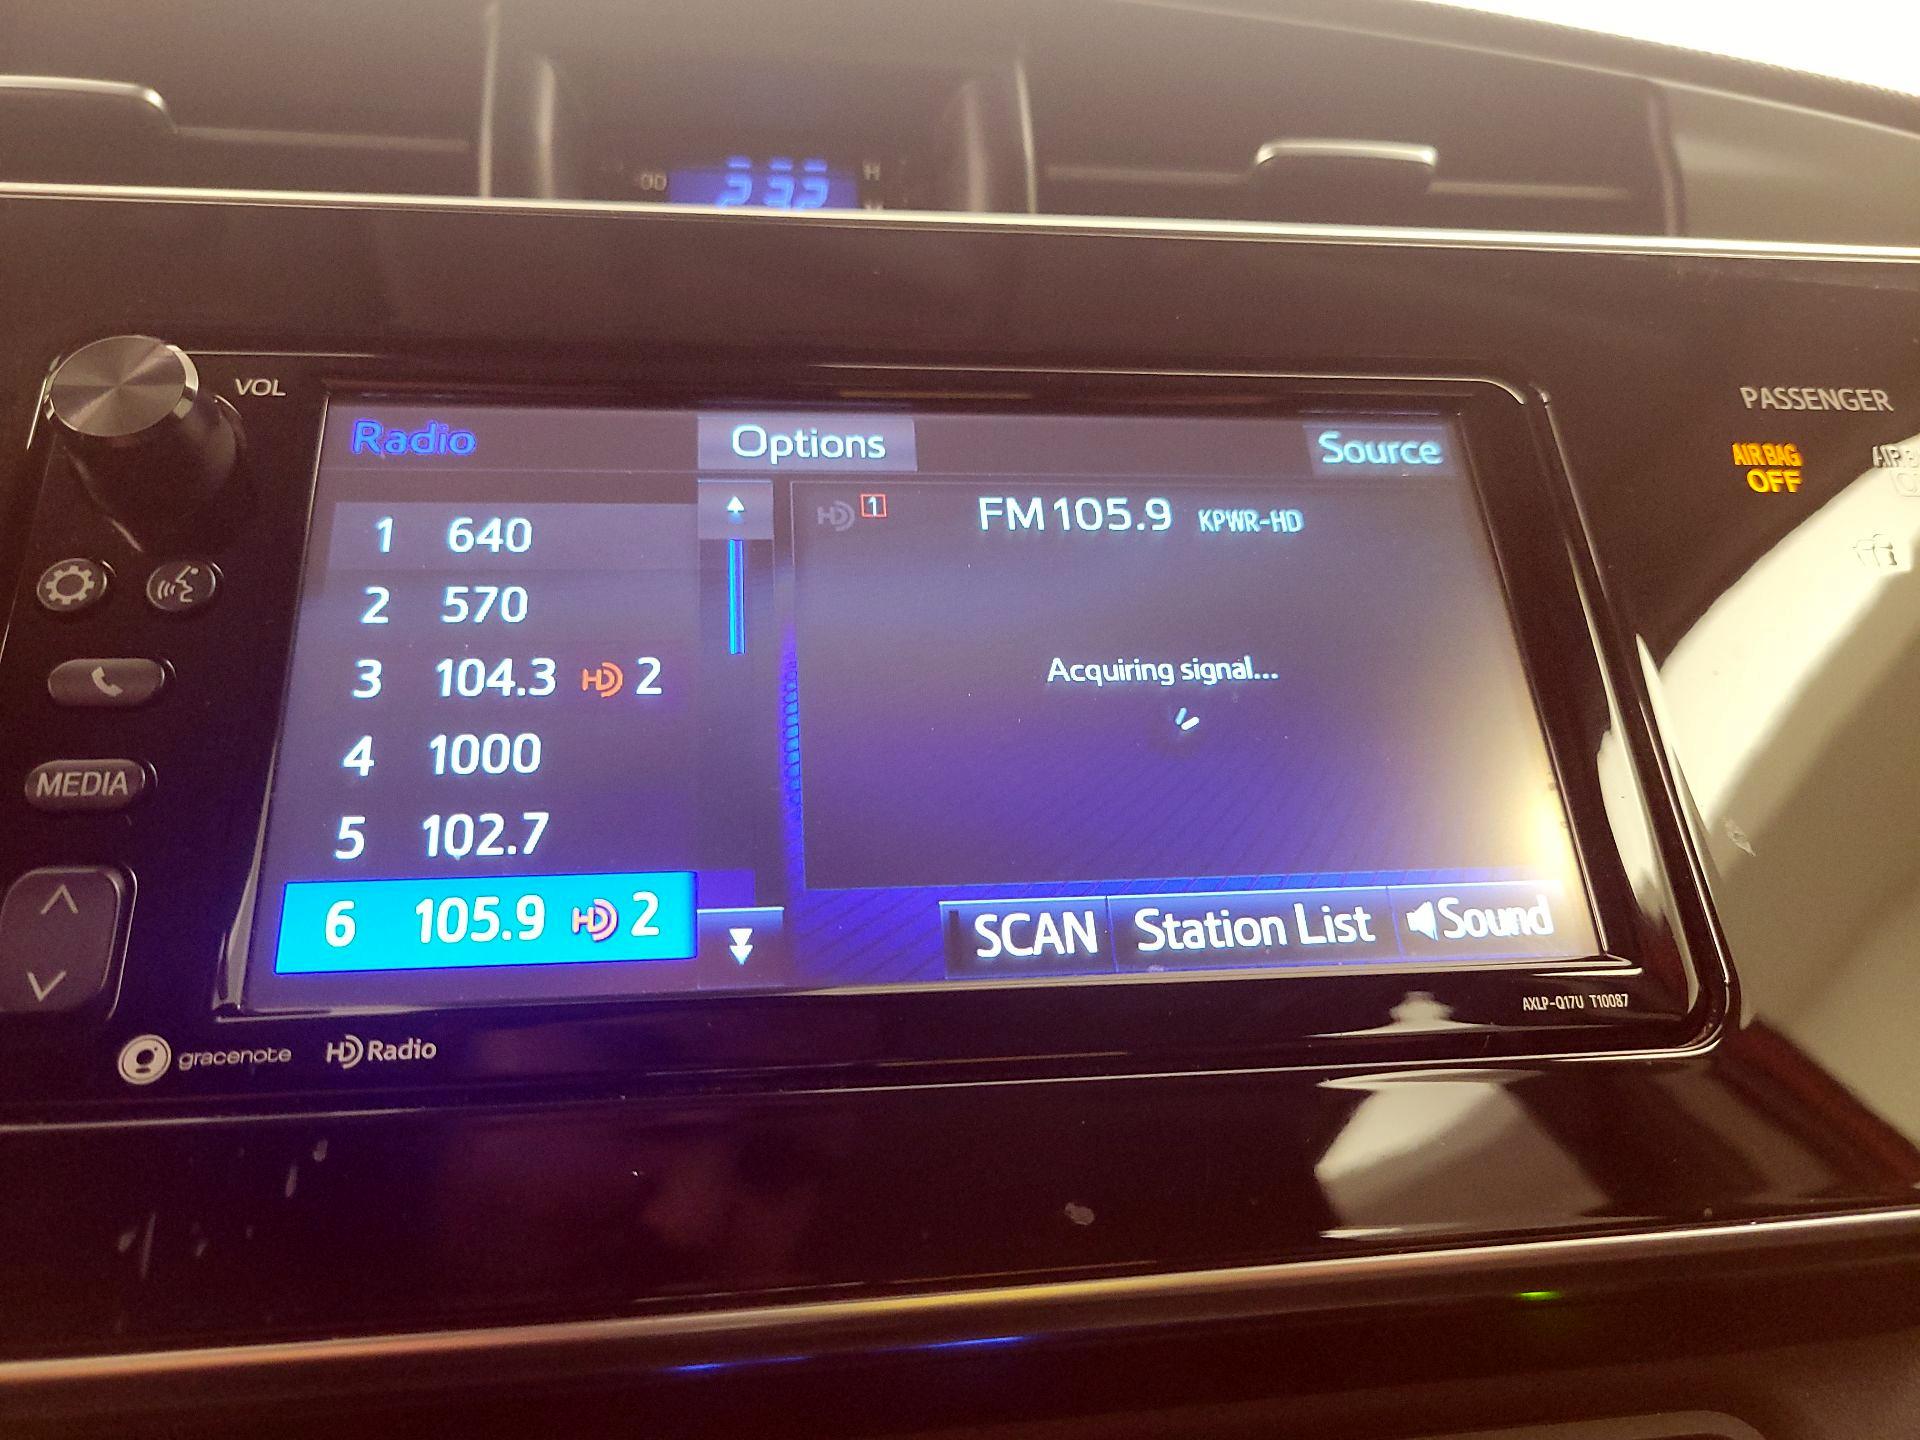 2:32
H
VOL
PASSENGER
AIR BAG
OFF
Radio
Options
Source
1 640
2 570
3 104.3 HD 2
4 1000
5 102.7
6 105.9 HD 2
HD 1 FM 105.9 KPWR-HD
Acquiring signal...
SCAN Station List Sound
MEDIA
AXLP-Q17U T10087
gracenote HD Radio